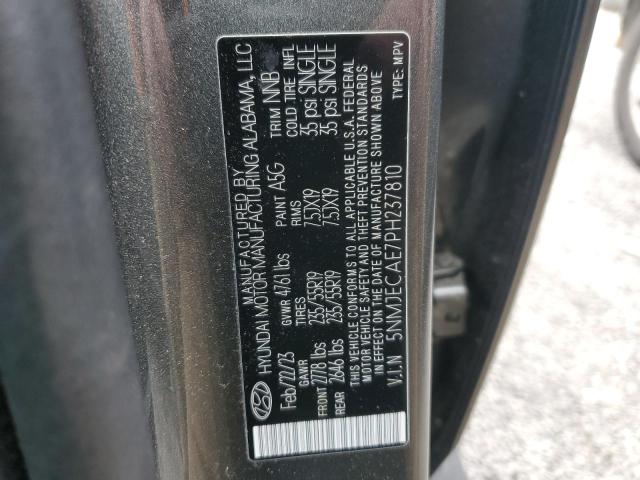 MANUFACTURED BY
HYUNDAI MOTOR MANUFACTURING ALABAMA, LLC
Feb/10/23 GVWR 4761 lbs PAINT A5G TRIM NNB
GAWR TIRES RIMS COLD TIRE INFL
FRONT 2778 lbs 235/55R19 7.5JX19 35 psi SINGLE
REAR 2646 lbs 235/55R19 7.5JX19 35 psi SINGLE
THIS VEHICLE CONFORMS TO ALL APPLICABLE U.S.A. FEDERAL
MOTOR VEHICLE SAFETY AND THEFT PREVENTION STANDARDS
IN EFFECT ON THE DATE OF MANUFACTURE SHOWN ABOVE
V.I.N 5NMJECAE7PH237810 TYPE: MPV